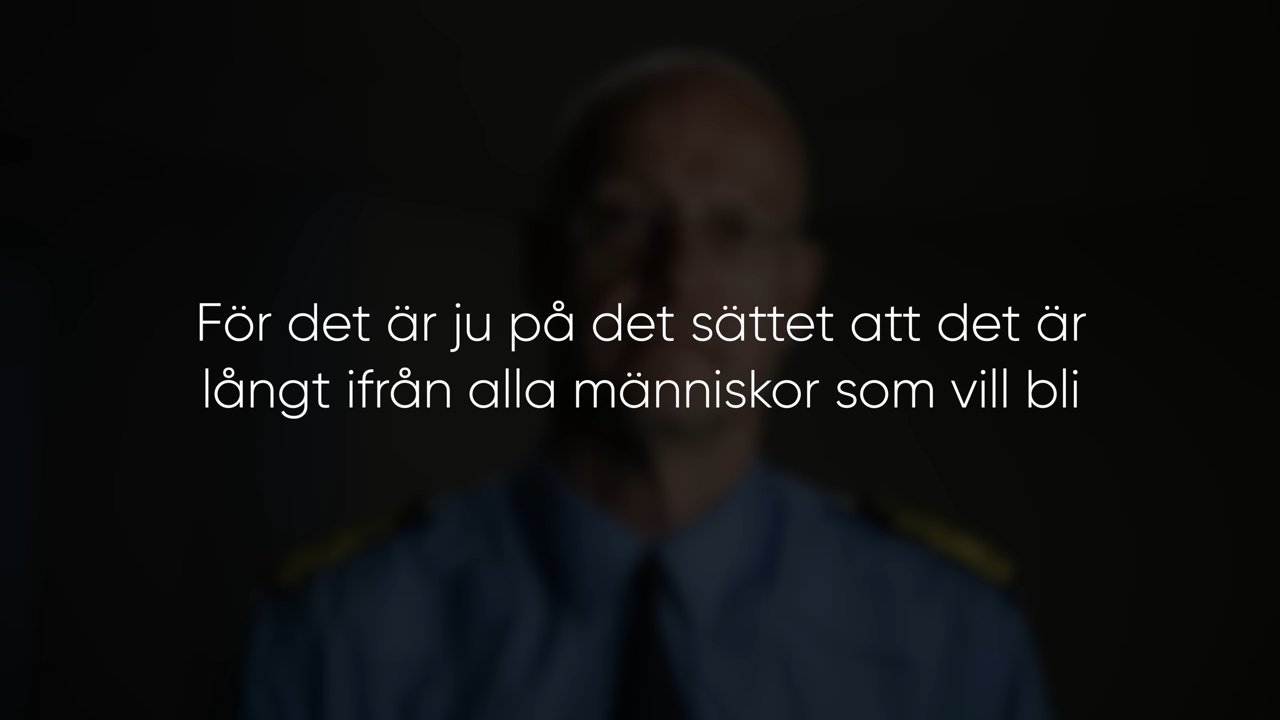 För det är ju på det sättet att det är
långt ifrån alla människor som vill bli